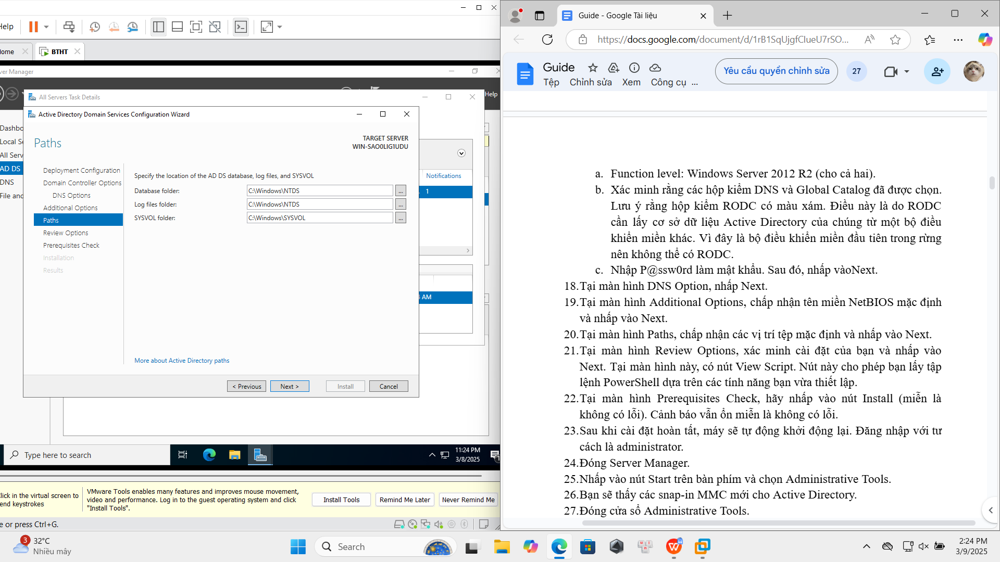 Help
ome
BTHT
ver Manager
Help
Dashbo
Local Se
All Serv
AD DS
DNS
File and
All Servers Task Details
Notifications
1
AM
Active Directory Domain Services Configuration Wizard
Paths
TARGET SERVER
WIN-SAO0LIG1UDU
Deployment Configuration
Domain Controller Options
DNS Options
Additional Options
Paths
Review Options
Prerequisites Check
Installation
Results
Specify the location of the AD DS database, log files, and SYSVOL
Database folder:
C:\Windows\NTDS
...
Log files folder:
C:\Windows\NTDS
...
SYSVOL folder:
C:\Windows\SYSVOL
...
More about Active Directory paths
< Previous
Next >
Install
Cancel
Type here to search
11:24 PM
3/8/2025
1
lick in the virtual screen to
end keystrokes
VMware Tools enables many features and improves mouse movement,
video and performance. Log in to the guest operating system and click
"Install Tools".
Install Tools
Remind Me Later
Never Remind Me
e or press Ctrl+G.
Guide - Google Tài liệu
https://docs.google.com/document/d/1rB1SqUjgfCIueU7rSO...
Guide
Tệp
Chỉnh sửa
Xem
Công cụ
...
Yêu cầu quyền chỉnh sửa
27
a. Function level: Windows Server 2012 R2 (cho cả hai).
b. Xác minh rằng các hộp kiểm DNS và Global Catalog đã được chọn.
Lưu ý rằng hộp kiểm RODC có màu xám. Điều này là do RODC
cần lấy cơ sở dữ liệu Active Directory của chúng từ một bộ điều
khiển miền khác. Vì đây là bộ điều khiển miền đầu tiên trong rừng
nên không thể có RODC.
c. Nhập P@ssw0rd làm mật khẩu. Sau đó, nhấp vàoNext.
18.Tại màn hình DNS Option, nhấp Next.
19.Tại màn hình Additional Options, chấp nhận tên miền NetBIOS mặc định
và nhấp vào Next.
20.Tại màn hình Paths, chấp nhận các vị trí tệp mặc định và nhấp vào Next.
21.Tại màn hình Review Options, xác minh cài đặt của bạn và nhấp vào
Next. Tại màn hình này, có nút View Script. Nút này cho phép bạn lấy tập
lệnh PowerShell dựa trên các tính năng bạn vừa thiết lập.
22.Tại màn hình Prerequisites Check, hãy nhấp vào nút Install (miễn là
không có lỗi). Cảnh báo vẫn ổn miễn là không có lỗi.
23.Sau khi cài đặt hoàn tất, máy sẽ tự động khởi động lại. Đăng nhập với tư
cách là administrator.
24.Đóng Server Manager.
25.Nhấp vào nút Start trên bàn phím và chọn Administrative Tools.
26.Bạn sẽ thấy các snap-in MMC mới cho Active Directory.
27.Đóng cửa sổ Administrative Tools.
3
32°C
Nhiều mây
Search
2:24 PM
3/9/2025